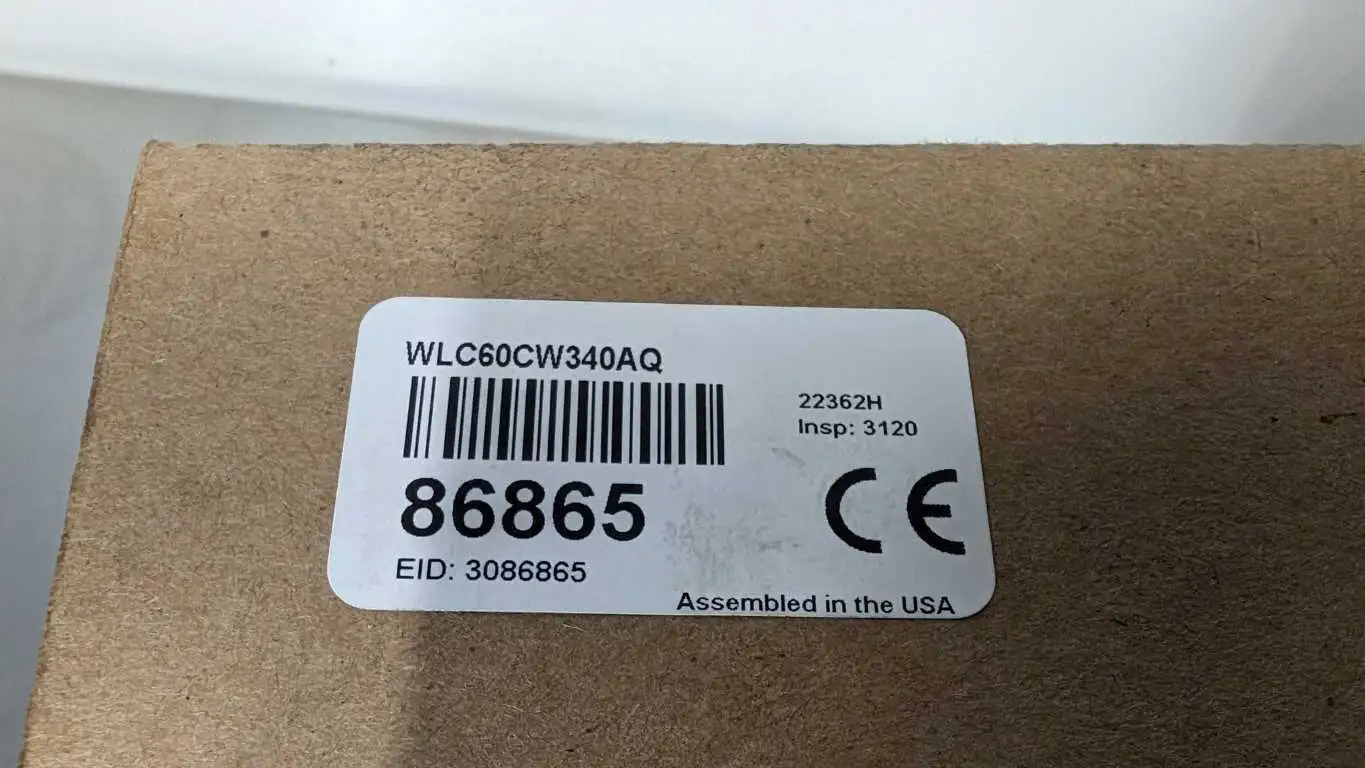 WLC60CW340AQ
22362H
Insp: 3120
86865
CE
EID: 3086865
Assembled in the USA